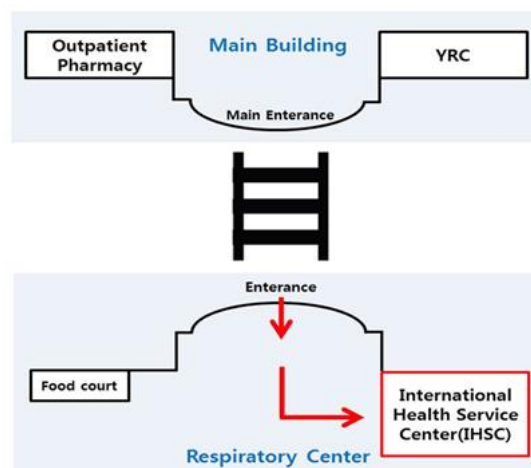 Outpatient
Pharmacy
Main Building
YRC
Main Enterance
Enterance
Food court
International
Health Service
Center(IHSC)
Respiratory Center